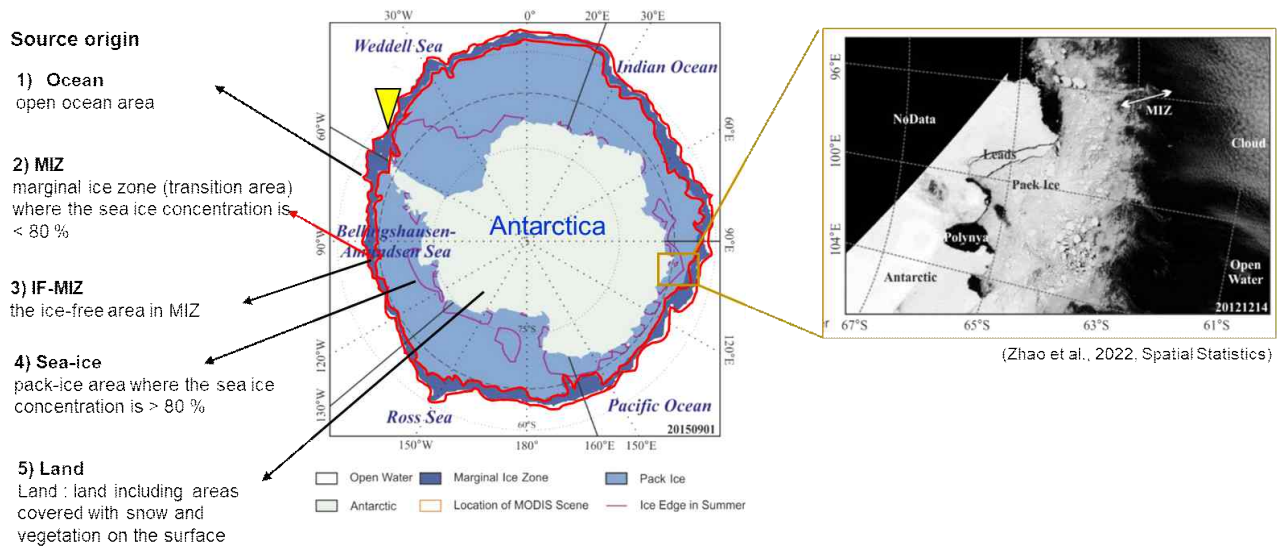 Source origin
1) Ocean
open ocean area
2) MIZ
marginal ice zone (transition area)
where the sea ice concentration is
< 80 %
3) IF-MIZ
the ice-free area in MIZ
4) Sea-ice
pack-ice area where the sea ice
concentration is > 80 %
5) Land
Land : land including areas
covered with snow and
vegetation on the surface
30°W
0°
20°E
30°E
Weddell Sea
Indian Ocean
60°W
60°E
Antarctica
90°W
Bellingshausen-
Amundsen Sea
90°E
75°S
120°W
130°W
120°E
Ross Sea
Pacific Ocean
60°S
20150901
150°W
180°
160°E
150°E
Open Water
Marginal Ice Zone
Pack Ice
Antarctic
Location of MODIS Scene
Ice Edge in Summer
96°E
100°E
104°E
NoData
MIZ
Cloud
Leads
Pack Ice
Polynya
Antarctic
Open
Water
20121214
r
67°S
65°S
63°S
61°S
(Zhao et al., 2022, Spatial Statistics)